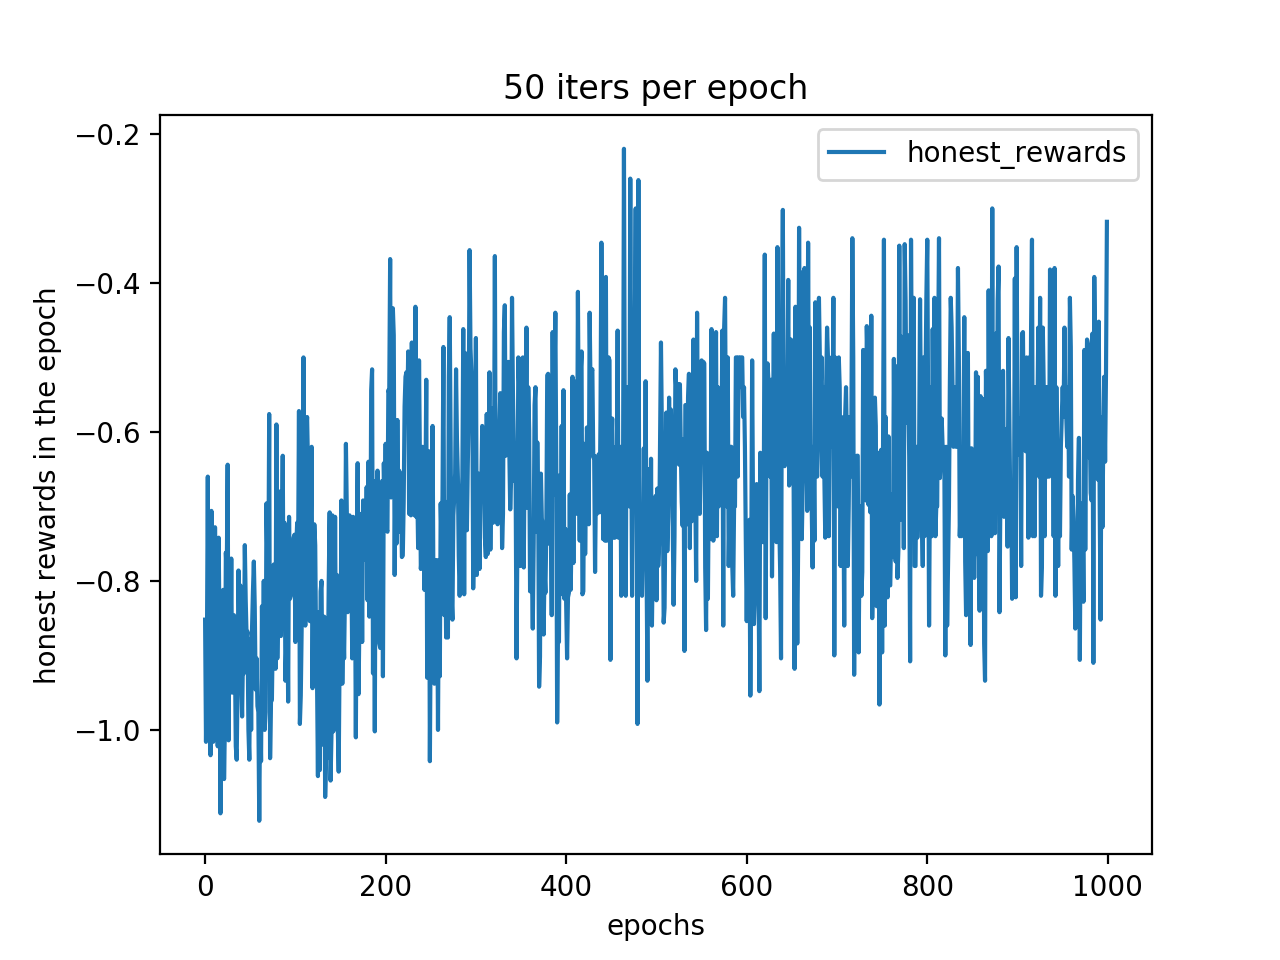 50 iters per epoch
honest_rewards
honest rewards in the epoch
−0.2
−0.4
−0.6
−0.8
−1.0
0 200 400 600 800 1000
epochs